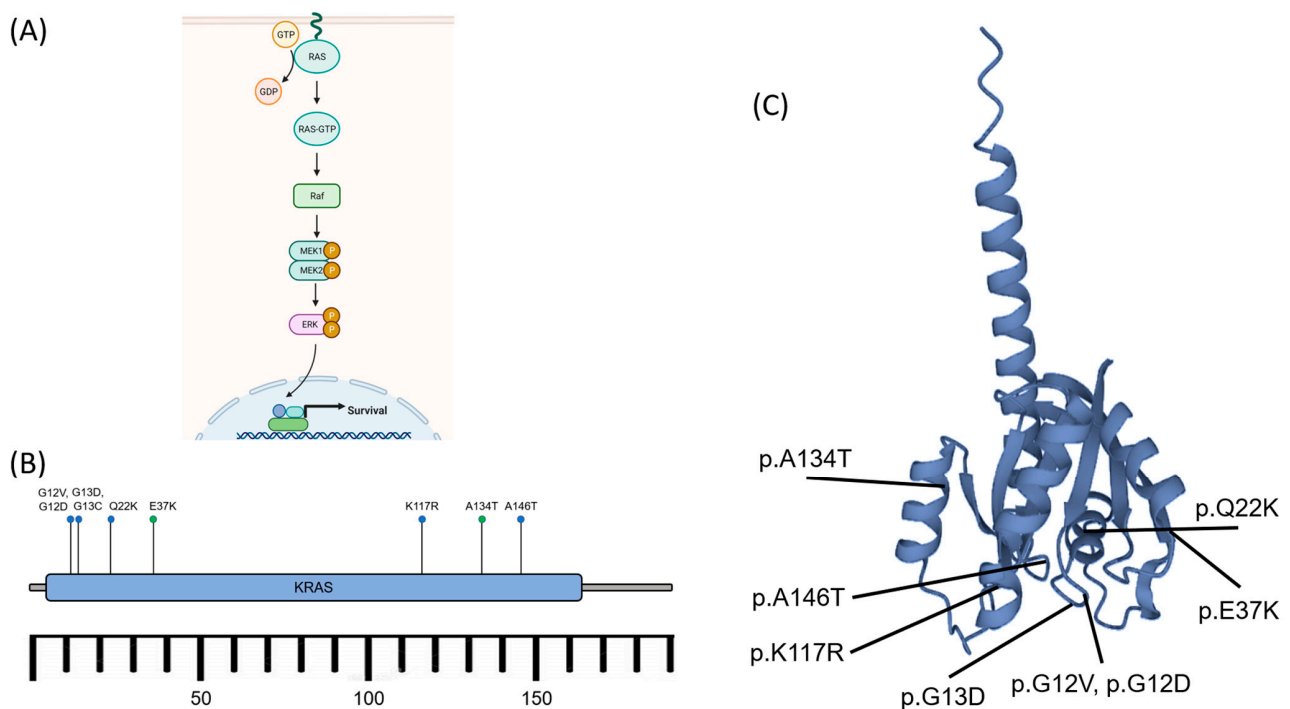 (A)
GTP
RAS
GDP
RAS-GTP
Raf
MEK1 P
MEK2 P
ERK P
P
Survival
(B)
G12V, G13D,
G12D G13C Q22K E37K K117R A134T A146T
KRAS
50 100 150
(C)
p.A134T
p.Q22K
p.A146T
p.E37K
p.K117R
p.G13D
p.G12V, p.G12D